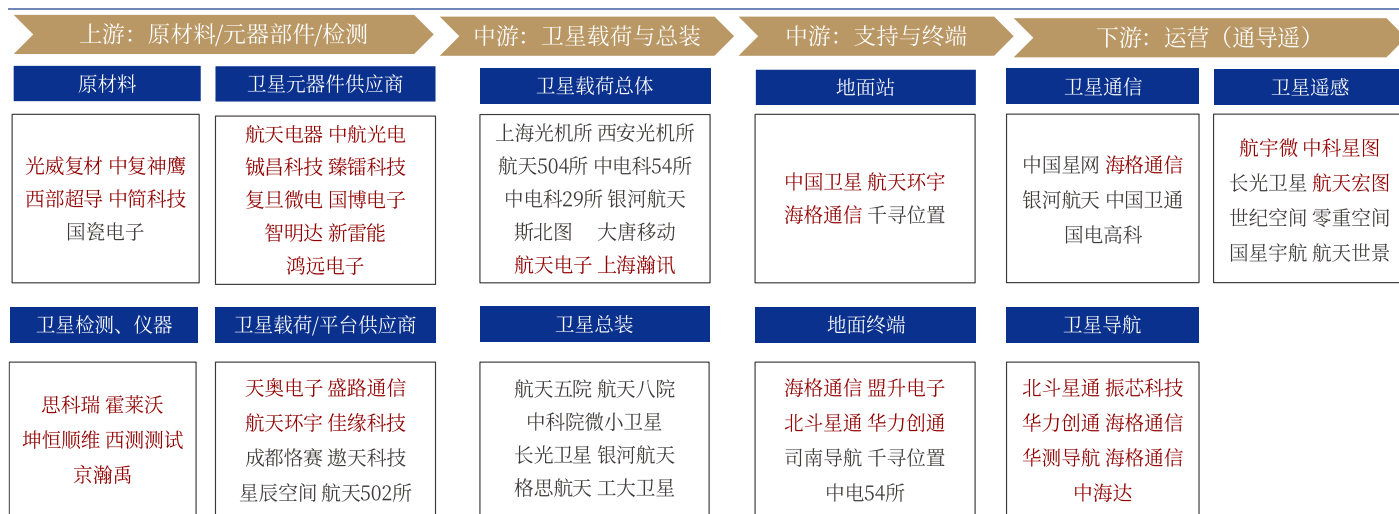 上游：原材料/元器部件/检测
中游：卫星载荷与总装
中游：支持与终端
下游：运营（通导遥）
原材料
光威复材 中复神鹰
西部超导 中简科技
国瓷电子
卫星元器件供应商
航天电器 中航光电
铖昌科技 臻镭科技
复旦微电 国博电子
智明达 新雷能
鸿远电子
卫星载荷总体
上海光机所 西安光机所
航天504所 中电科54所
中电科29所 银河航天
斯北图 大唐移动
航天电子 上海瀚讯
地面站
中国卫星 航天环宇
海格通信 千寻位置
卫星通信
中国星网 海格通信
银河航天 中国卫通
国电高科
卫星遥感
航宇微 中科星图
长光卫星 航天宏图
世纪空间 零重空间
国星宇航 航天世景
卫星检测、仪器
思科瑞 霍莱沃
坤恒顺维 西测测试
京瀚禹
卫星载荷/平台供应商
天奥电子 盛路通信
航天环宇 佳缘科技
成都恪赛 遨天科技
星辰空间 航天502所
卫星总装
航天五院 航天八院
中科院微小卫星
长光卫星 银河航天
格思航天 工大卫星
地面终端
海格通信 盟升电子
北斗星通 华力创通
司南导航 千寻位置
中电54所
卫星导航
北斗星通 振芯科技
华力创通 海格通信
华测导航 海格通信
中海达